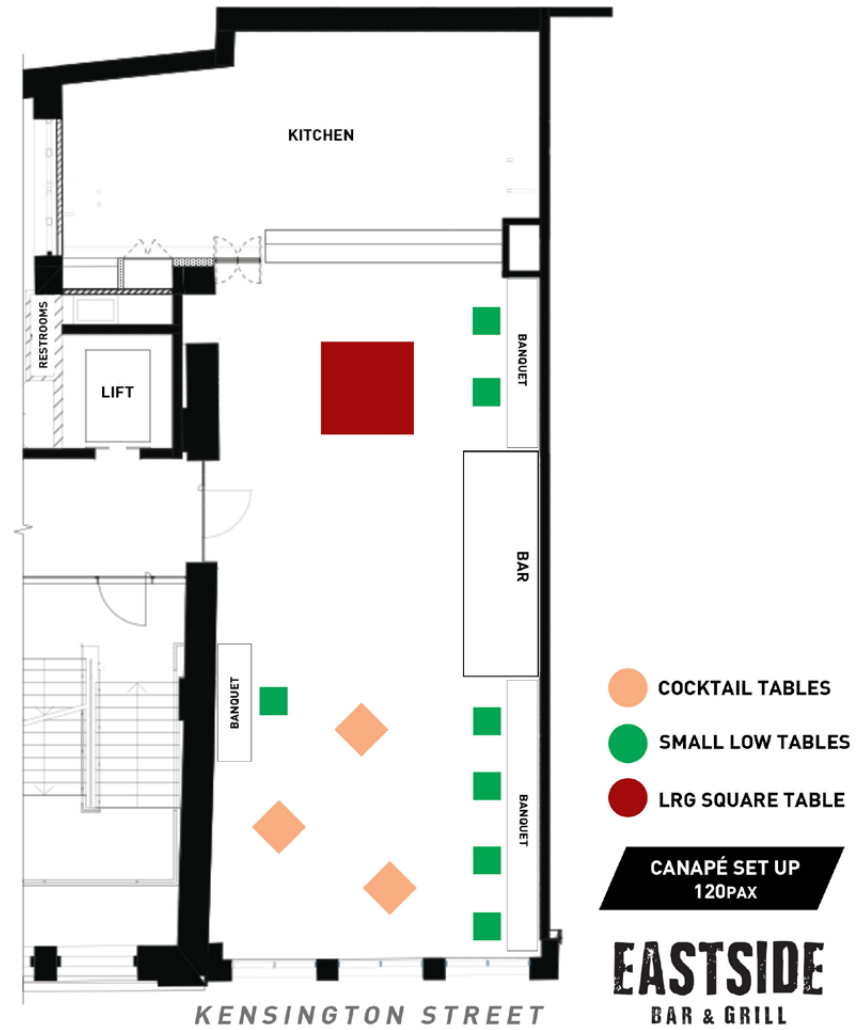 KITCHEN
RESTROOMS
LIFT
BANQUET
BAR
BANQUET
BANQUET
COCKTAIL TABLES
SMALL LOW TABLES
LRG SQUARE TABLE
CANAPÉ SET UP
120PAX
EASTSIDE
BAR & GRILL
KENSINGTON STREET